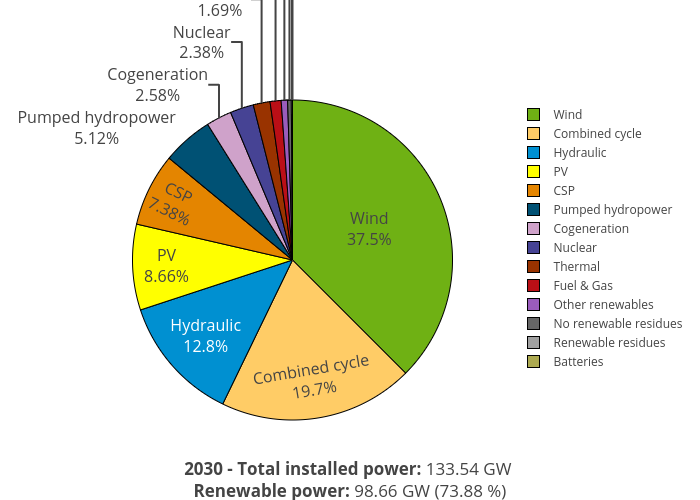 1.69%
Nuclear
2.38%
Cogeneration
2.58%
Pumped hydropower
5.12%
CSP
7.38%
PV
8.66%
Hydraulic
12.8%
Combined cycle
19.7%
Wind
37.5%
Wind
Combined cycle
Hydraulic
PV
CSP
Pumped hydropower
Cogeneration
Nuclear
Thermal
Fuel & Gas
Other renewables
No renewable residues
Renewable residues
Batteries
2030 - Total installed power: 133.54 GW
Renewable power: 98.66 GW (73.88 %)